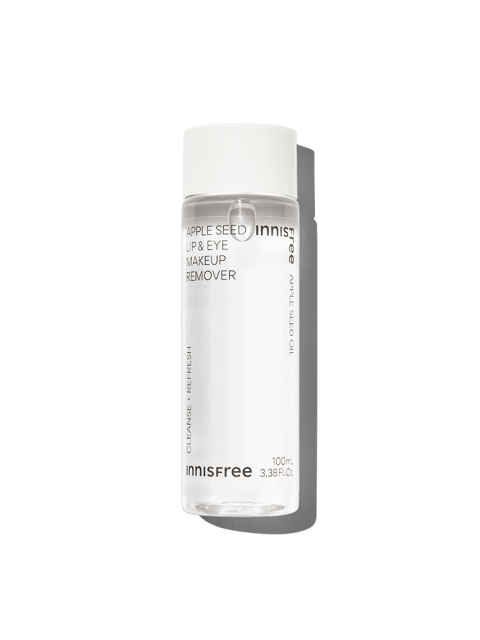 APPLE SEED
LIP & EYE
MAKEUP
REMOVER
innisFree
APPLE SEED OIL
CLEANSE + REFRESH
innisFree
100mL
3.38 FL.Oz.